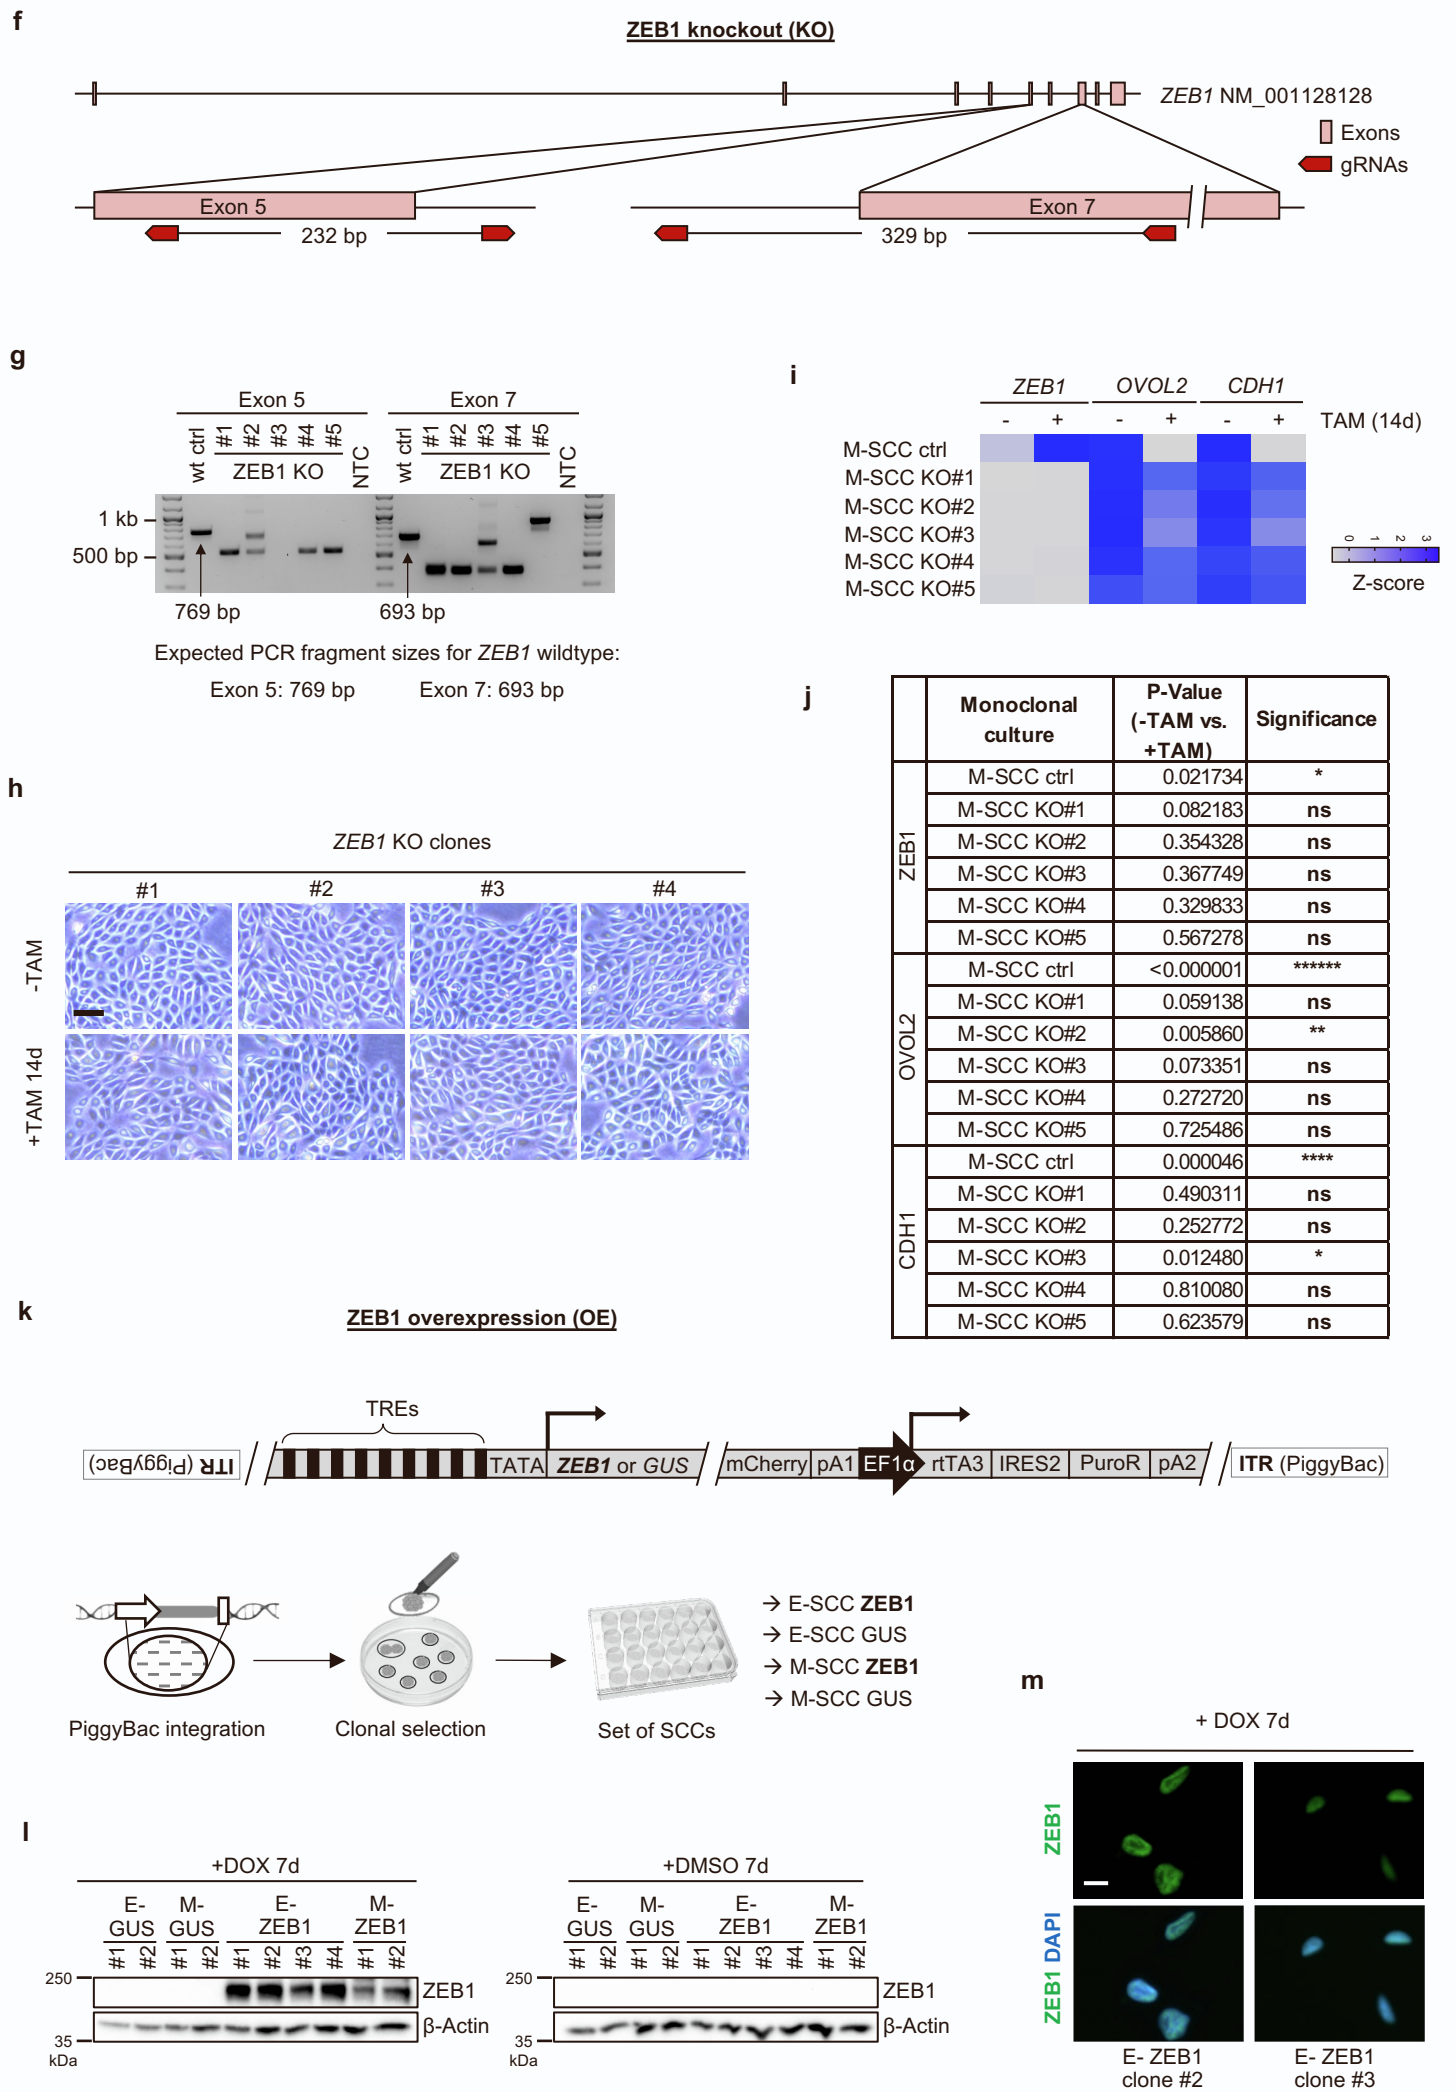 f
ZEB1 knockout (KO)
ZEB1 NM_001128128
Exons
gRNAs
Exon 5
Exon 7
232 bp
329 bp
g
Exon 5
Exon 7
wt ctrl #1 #2 #3 #4 #5 NTC
wt ctrl #1 #2 #3 #4 #5 NTC
ZEB1 KO
ZEB1 KO
1 kb
500 bp
769 bp
693 bp
Expected PCR fragment sizes for ZEB1 wildtype:
Exon 5: 769 bp
Exon 7: 693 bp
i
ZEB1 OVOL2 CDH1
- + - + - + TAM (14d)
M-SCC ctrl
M-SCC KO#1
M-SCC KO#2
M-SCC KO#3
M-SCC KO#4
M-SCC KO#5
0 1 2 3
Z-score
h
ZEB1 KO clones
#1 #2 #3 #4
-TAM
+TAM 14d
j
Monoclonal culture P-Value (-TAM vs. +TAM) Significance
ZEB1
M-SCC ctrl 0.021734 *
M-SCC KO#1 0.082183 ns
M-SCC KO#2 0.354328 ns
M-SCC KO#3 0.367749 ns
M-SCC KO#4 0.329833 ns
M-SCC KO#5 0.567278 ns
OVOL2
M-SCC ctrl <0.000001 ******
M-SCC KO#1 0.059138 ns
M-SCC KO#2 0.005860 **
M-SCC KO#3 0.073351 ns
M-SCC KO#4 0.272720 ns
M-SCC KO#5 0.725486 ns
CDH1
M-SCC ctrl 0.000046 ****
M-SCC KO#1 0.490311 ns
M-SCC KO#2 0.252772 ns
M-SCC KO#3 0.012480 *
M-SCC KO#4 0.810080 ns
M-SCC KO#5 0.623579 ns
k
ZEB1 overexpression (OE)
TREs
ITR (PiggyBac)
TATA ZEB1 or GUS
mCherry pA1 EF1α rtTA3 IRES2 PuroR pA2
ITR (PiggyBac)
→ E-SCC ZEB1
→ E-SCC GUS
→ M-SCC ZEB1
→ M-SCC GUS
PiggyBac integration
Clonal selection
Set of SCCs
l
+DOX 7d
E-GUS M-GUS E-ZEB1 M-ZEB1
#1 #2 #1 #2 #1 #2 #3 #4 #1 #2
250
ZEB1
β-Actin
35
kDa
+DMSO 7d
E-GUS M-GUS E-ZEB1 M-ZEB1
#1 #2 #1 #2 #1 #2 #3 #4 #1 #2
250
ZEB1
β-Actin
35
kDa
m
+ DOX 7d
ZEB1
ZEB1 DAPI
E- ZEB1
clone #2
E- ZEB1
clone #3